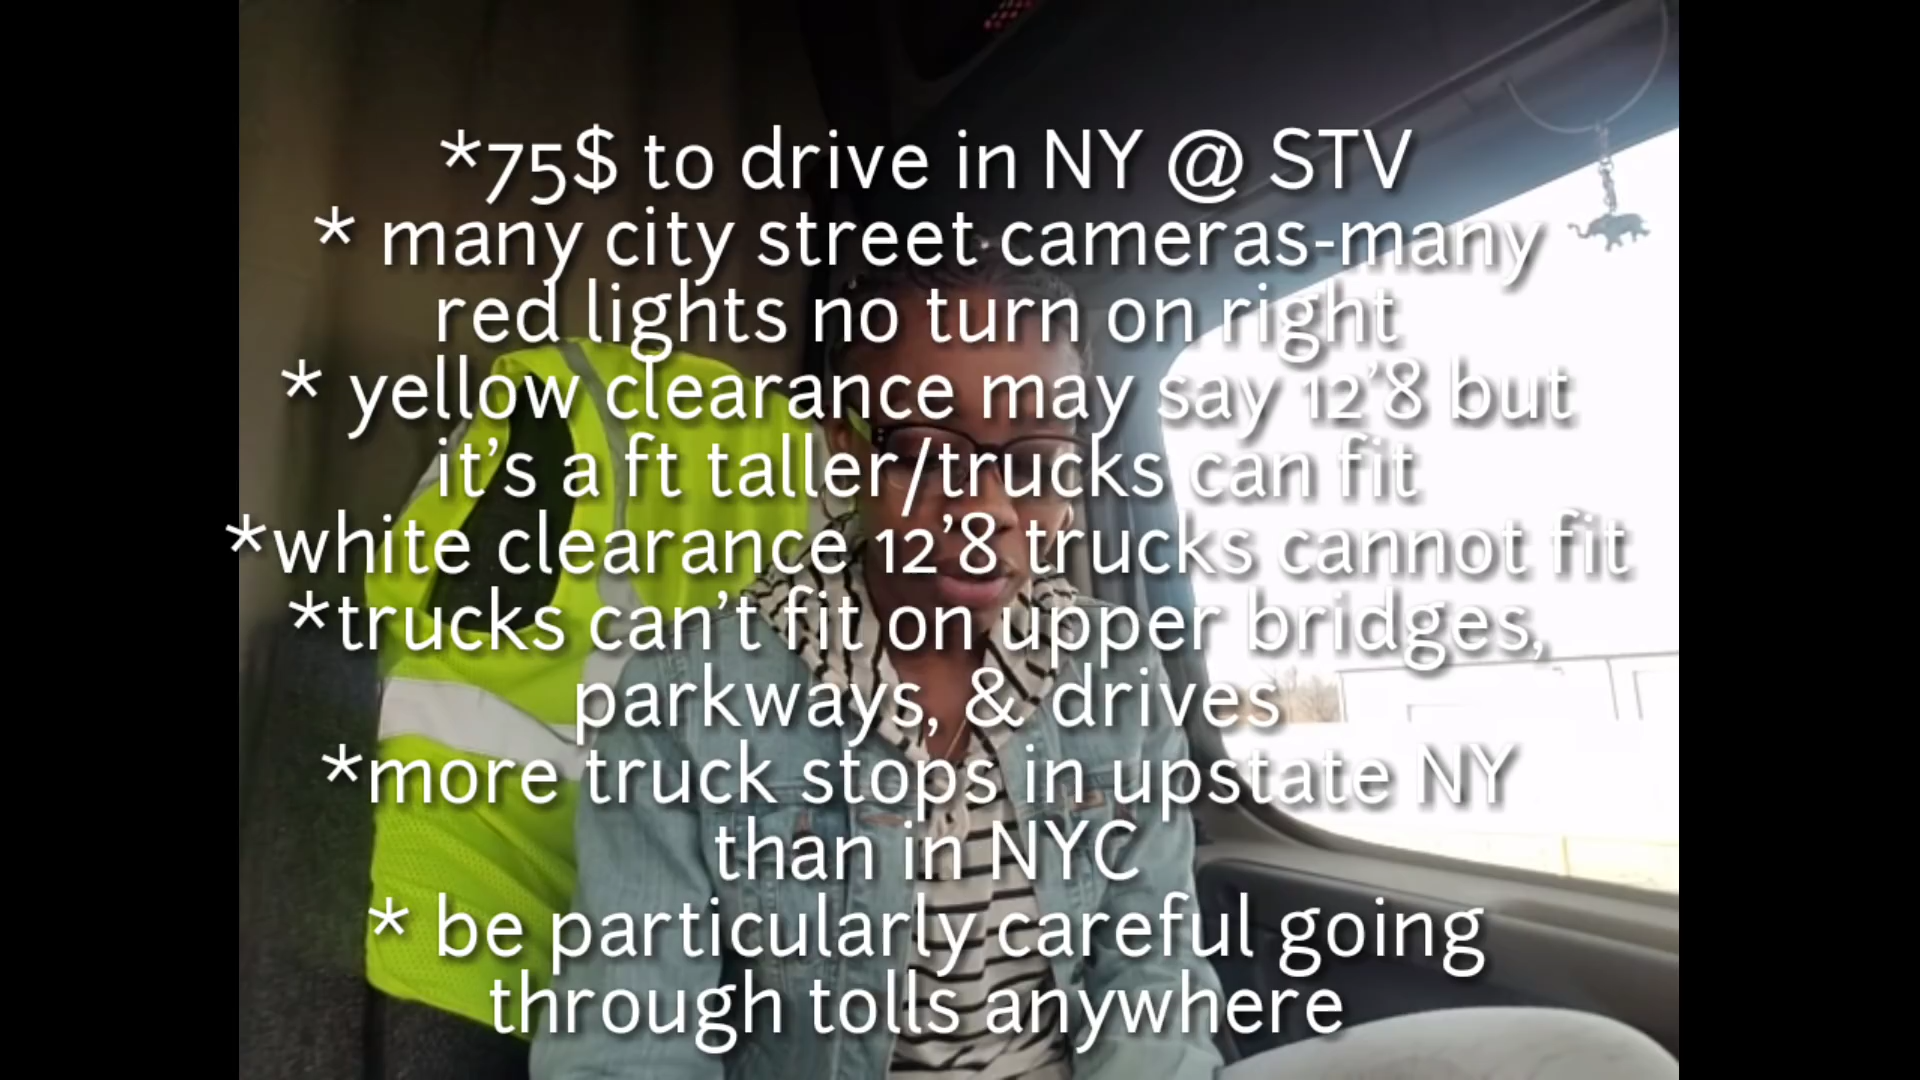 *75$ to drive in NY @ STV
* many city street cameras-many
red lights no turn on right
* yellow clearance may say 12'8 but
it's a ft taller/trucks can fit
*white clearance 12'8 trucks cannot fit
*trucks can't fit on upper bridges,
parkways, & drives
*more truck stops in upstate NY
than in NYC
* be particularly careful going
through tolls anywhere